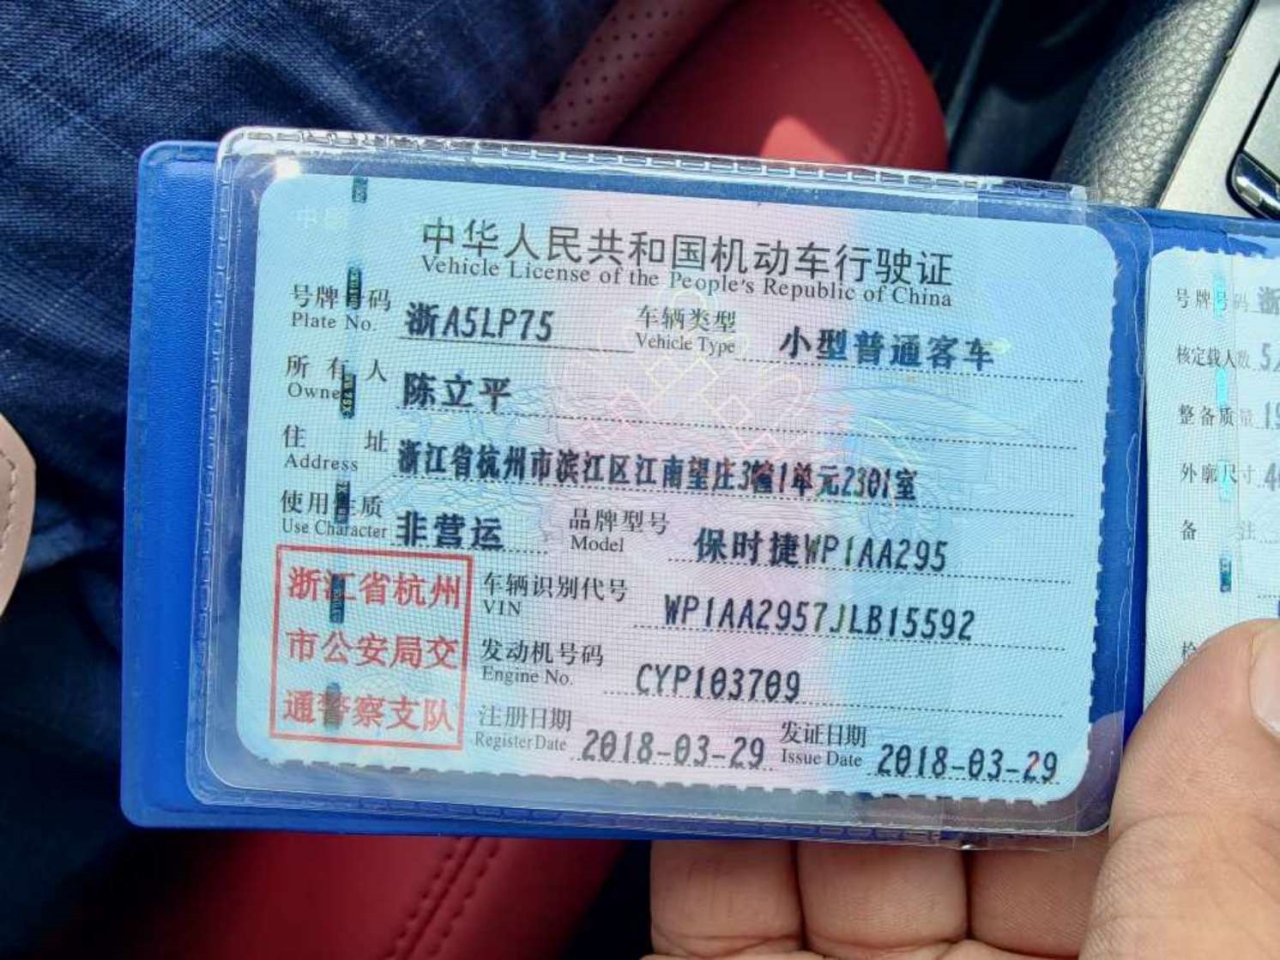 中华人民共和国机动车行驶证
Vehicle License of the People's Republic of China
号牌号码 浙A5LP75 车辆类型 小型普通客车
Plate No. Vehicle Type
所有人 陈立平
Owner
住址 浙江省杭州市滨江区江南望庄3幢1单元2301室
Address
使用性质 非营运 品牌型号 保时捷WP1AA295
Use Character Model
浙江省杭州
市公安局交
通警察支队
车辆识别代号 WP1AA2957JLB15592
VIN
发动机号码 CYP103709
Engine No.
注册日期 2018-03-29 发证日期 2018-03-29
Register Date Issue Date
号牌号码 浙
核定载人数 5
整备质量
外廓尺寸
备注